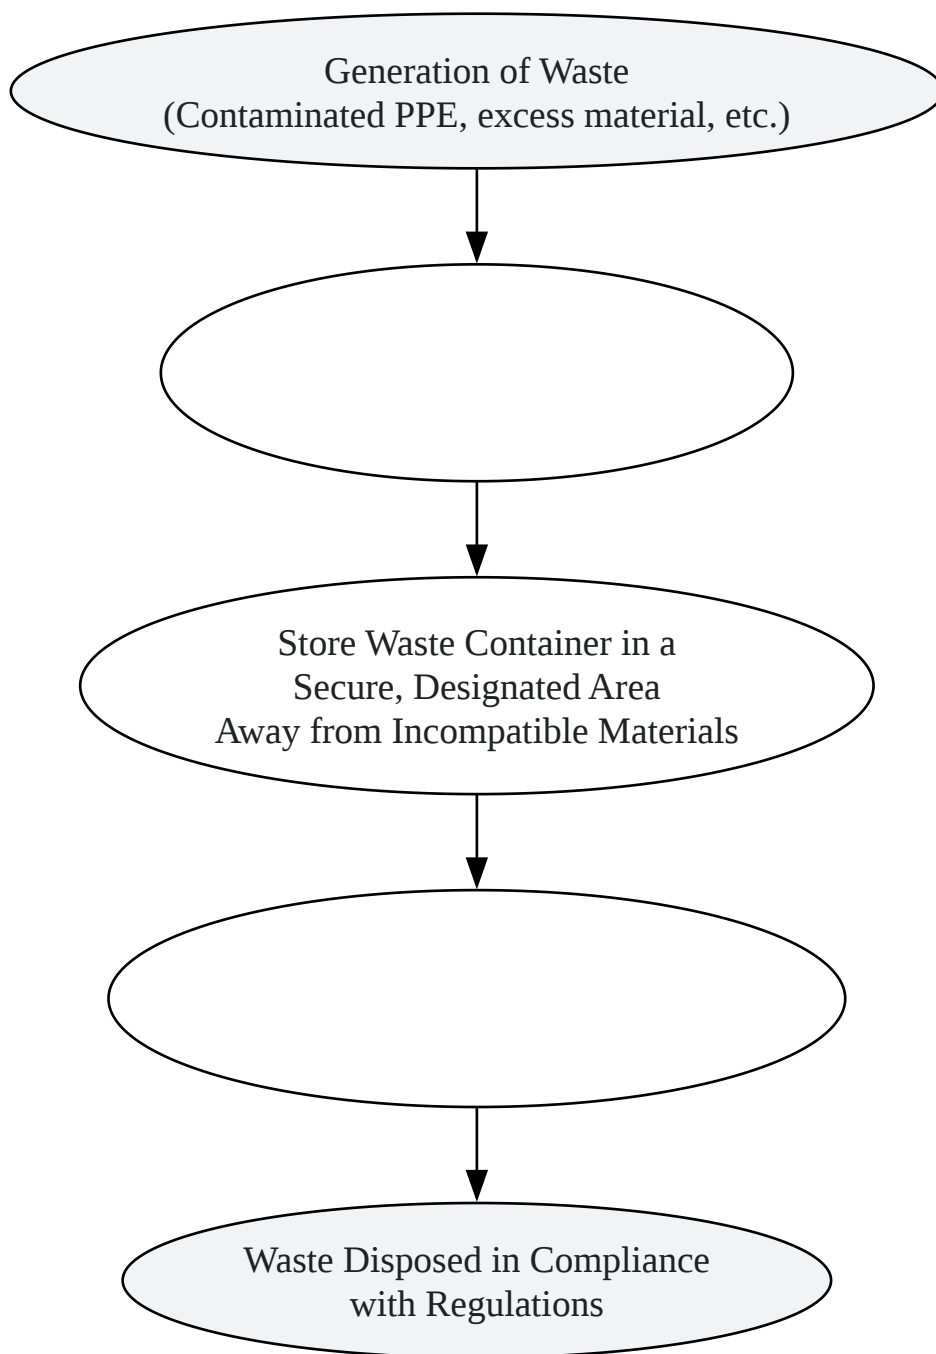 Generation of Waste
(Contaminated PPE, excess material, etc.)
Store Waste Container in a
Secure, Designated Area
Away from Incompatible Materials
Waste Disposed in Compliance
with Regulations